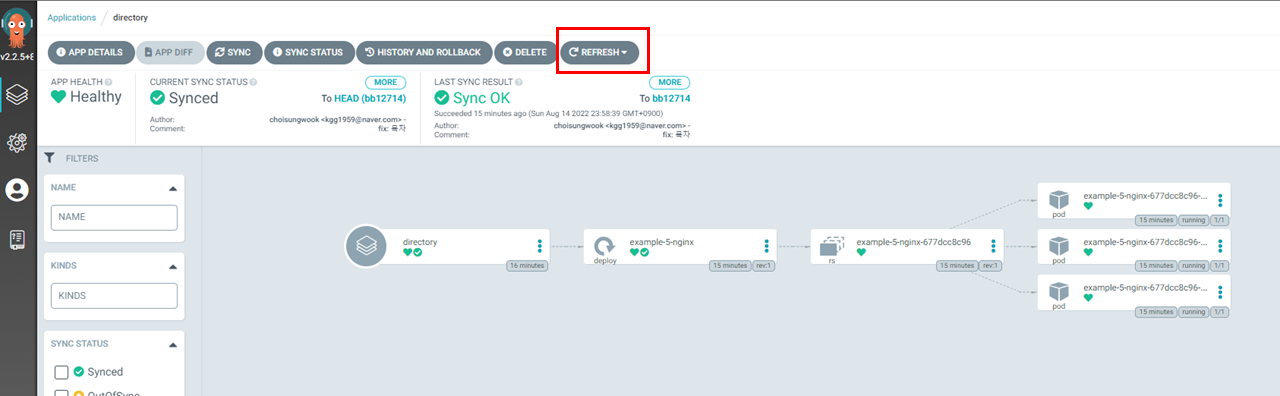 Applications / directory
v2.2.5+8
APP DETAILS APP DIFF SYNC SYNC STATUS HISTORY AND ROLLBACK DELETE REFRESH
APP HEALTH
Healthy
CURRENT SYNC STATUS MORE
Synced To HEAD (bb12714)
Author: choisungwook <kgg1959@naver.com> -
Comment: fix: 폭자
LAST SYNC RESULT MORE
Sync OK To bb12714
Succeeded 15 minutes ago (Sun Aug 14 2022 23:58:39 GMT+0900)
Author: choisungwook <kgg1959@naver.com> -
Comment: fix: 폭자
FILTERS
NAME
NAME
KINDS
KINDS
SYNC STATUS
Synced
OutOfSync
directory
16 minutes
example-5-nginx
deploy
15 minutes rev:1
example-5-nginx-677dcc8c96
rs
15 minutes rev:1
example-5-nginx-677dcc8c96-...
pod
15 minutes running 1/1
example-5-nginx-677dcc8c96-...
pod
15 minutes running 1/1
example-5-nginx-677dcc8c96-...
pod
15 minutes running 1/1